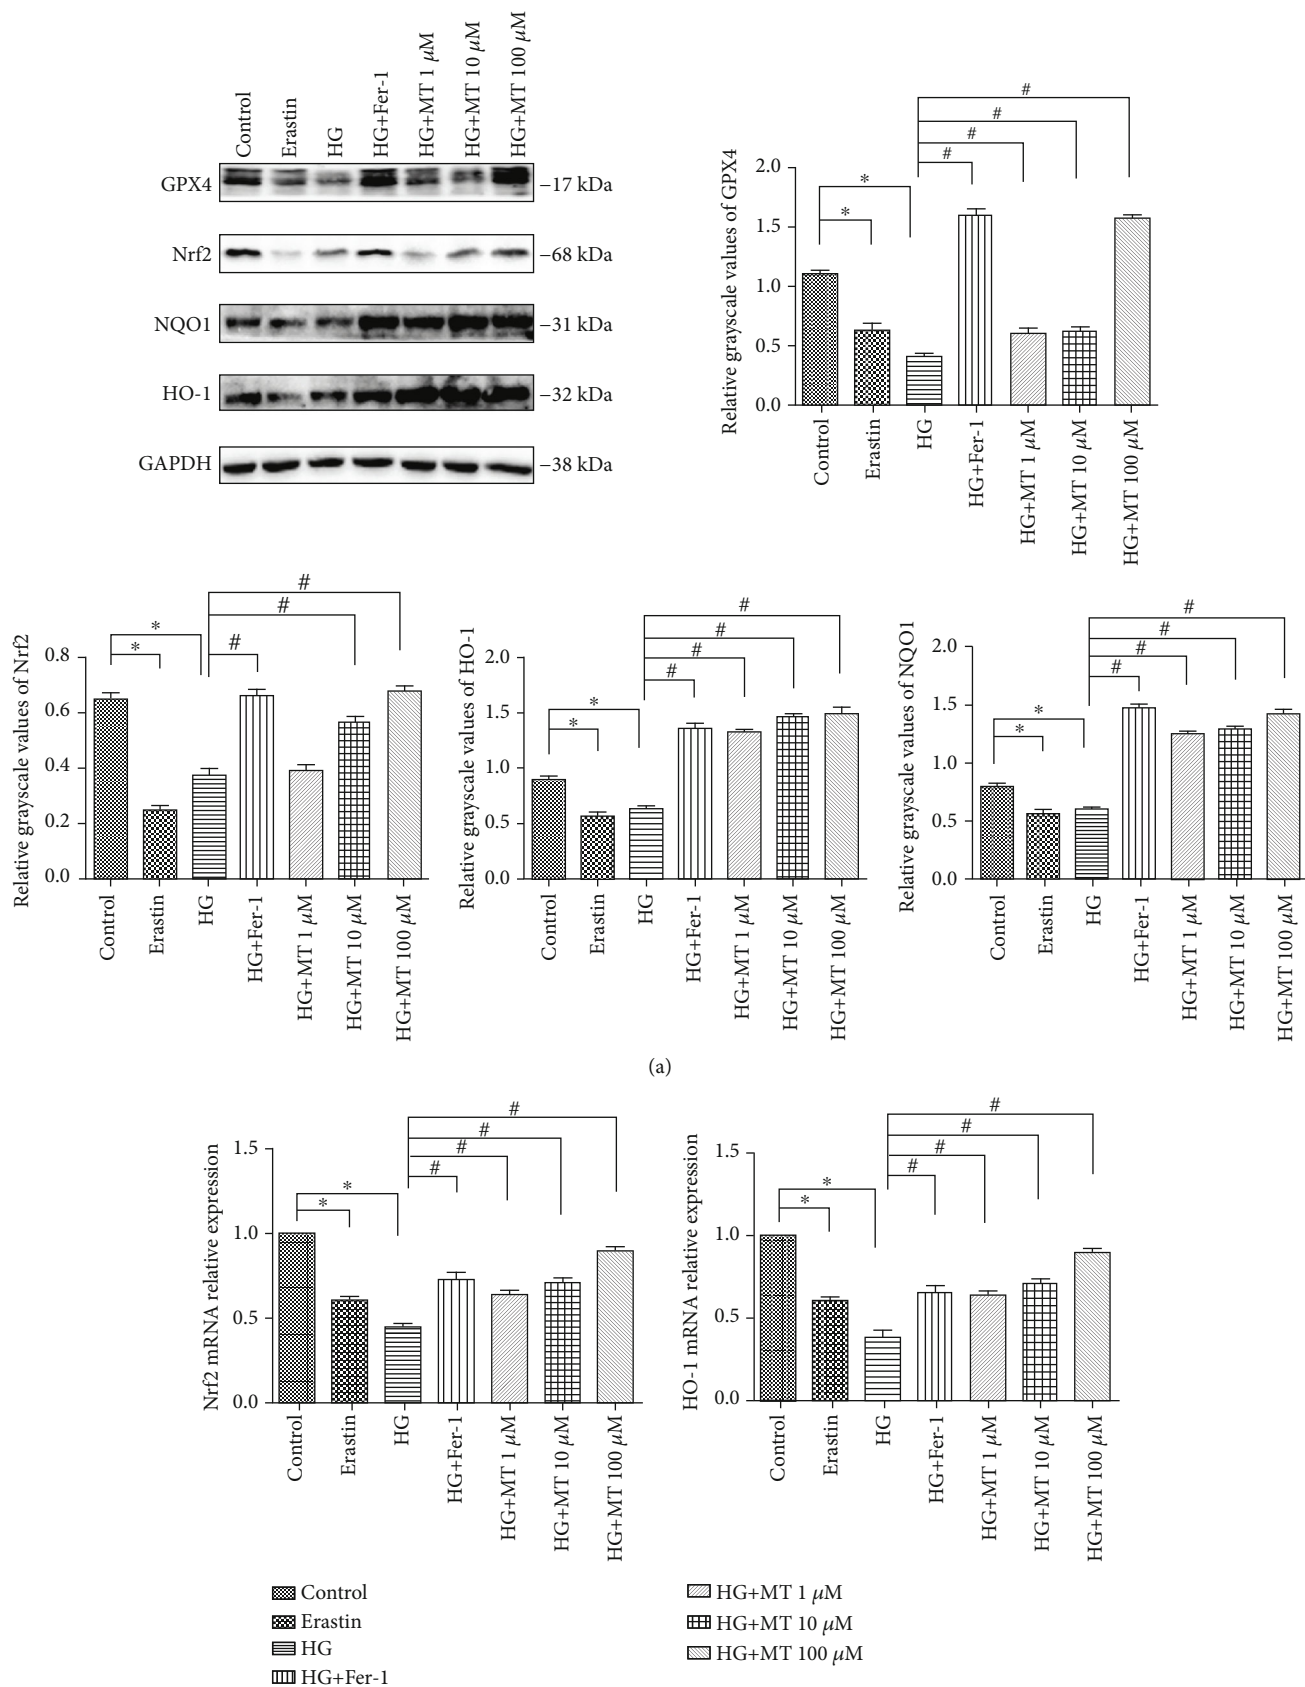 Control
Erastin
HG
HG+Fer-1
HG+MT 1 μM
HG+MT 10 μM
HG+MT 100 μM
GPX4
−17 kDa
Nrf2
−68 kDa
NQO1
−31 kDa
HO-1
−32 kDa
GAPDH
−38 kDa
Relative grayscale values of GPX4
2.0
1.5
1.0
0.5
0.0
*
*
#
#
#
#
Control
Erastin
HG
HG+Fer-1
HG+MT 1 μM
HG+MT 10 μM
HG+MT 100 μM
Relative grayscale values of Nrf2
0.8
0.6
0.4
0.2
0.0
*
*
#
#
#
Control
Erastin
HG
HG+Fer-1
HG+MT 1 μM
HG+MT 10 μM
HG+MT 100 μM
Relative grayscale values of HO-1
2.0
1.5
1.0
0.5
0.0
*
*
#
#
#
#
Control
Erastin
HG
HG+Fer-1
HG+MT 1 μM
HG+MT 10 μM
HG+MT 100 μM
Relative grayscale values of NQO1
2.0
1.5
1.0
0.5
0.0
*
*
#
#
#
#
Control
Erastin
HG
HG+Fer-1
HG+MT 1 μM
HG+MT 10 μM
HG+MT 100 μM
(a)
Nrf2 mRNA relative expression
1.5
1.0
0.5
0.0
*
*
#
#
#
#
Control
Erastin
HG
HG+Fer-1
HG+MT 1 μM
HG+MT 10 μM
HG+MT 100 μM
HO-1 mRNA relative expression
1.5
1.0
0.5
0.0
*
*
#
#
#
#
Control
Erastin
HG
HG+Fer-1
HG+MT 1 μM
HG+MT 10 μM
HG+MT 100 μM
Control
Erastin
HG
HG+Fer-1
HG+MT 1 μM
HG+MT 10 μM
HG+MT 100 μM